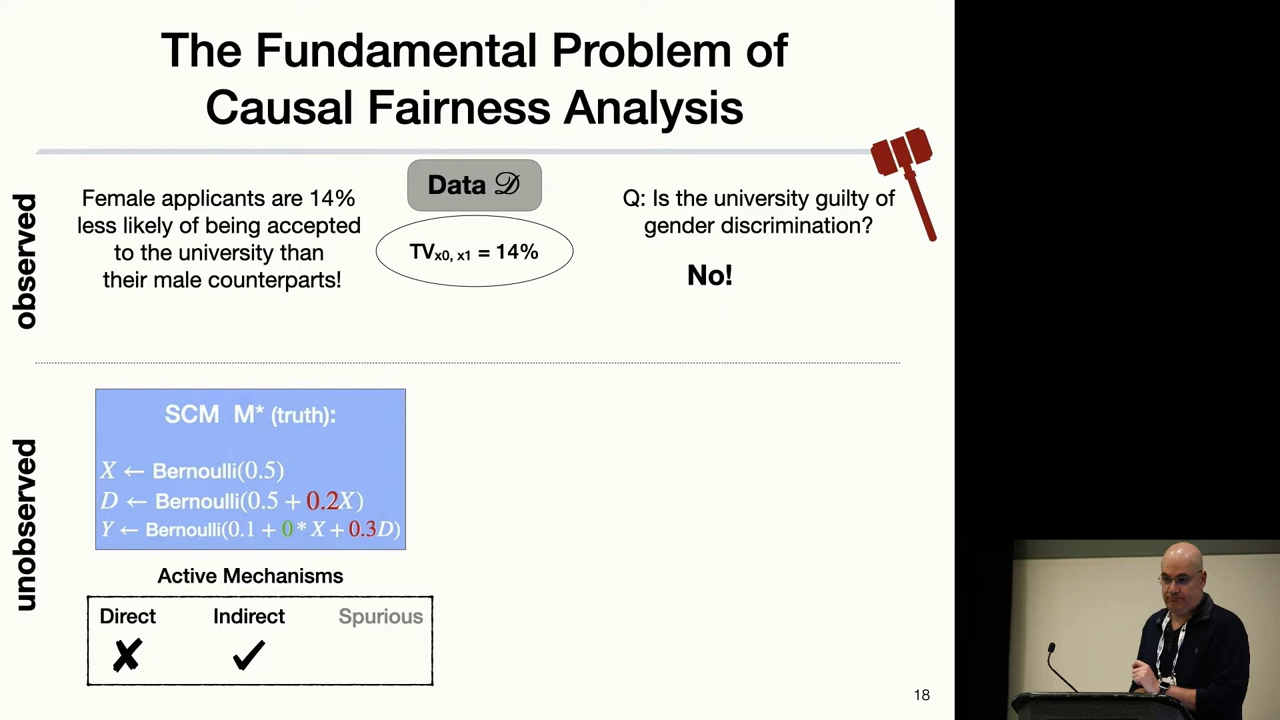 The Fundamental Problem of
Causal Fairness Analysis
observed
Female applicants are 14%
less likely of being accepted
to the university than
their male counterparts!
Data 𝒟
TVx0, x1 = 14%
Q: Is the university guilty of
gender discrimination?
No!
unobserved
SCM M* (truth):
X ← Bernoulli(0.5)
D ← Bernoulli(0.5 + 0.2X)
Y ← Bernoulli(0.1 + 0 * X + 0.3D)
Active Mechanisms
Direct Indirect Spurious
✘ ✓
18